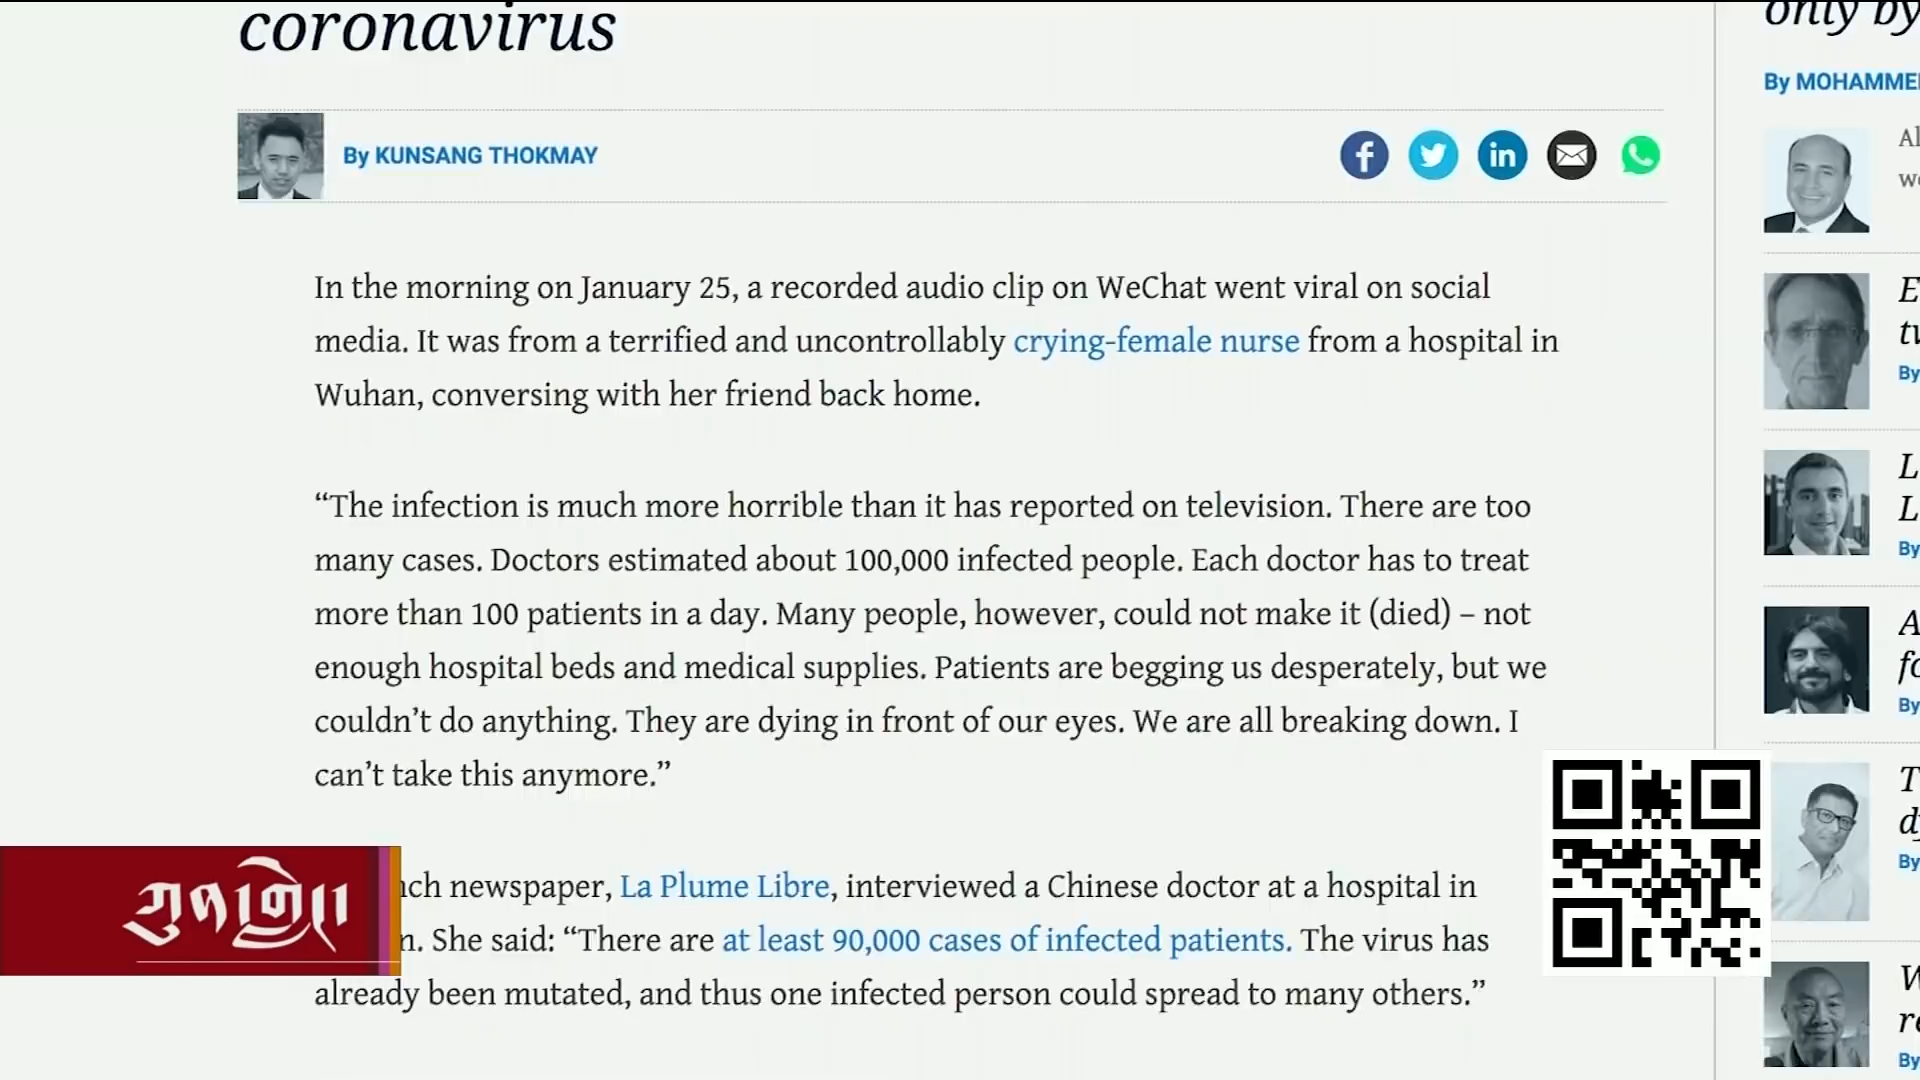 coronavirus
By KUNSANG THOKMAY
In the morning on January 25, a recorded audio clip on WeChat went viral on social
media. It was from a terrified and uncontrollably crying-female nurse from a hospital in
Wuhan, conversing with her friend back home.
“The infection is much more horrible than it has reported on television. There are too
many cases. Doctors estimated about 100,000 infected people. Each doctor has to treat
more than 100 patients in a day. Many people, however, could not make it (died) – not
enough hospital beds and medical supplies. Patients are begging us desperately, but we
couldn’t do anything. They are dying in front of our eyes. We are all breaking down. I
can’t take this anymore.”
nch newspaper, La Plume Libre, interviewed a Chinese doctor at a hospital in
n. She said: “There are at least 90,000 cases of infected patients. The virus has
already been mutated, and thus one infected person could spread to many others.”
only by
By MOHAMME
By
By
By
By
By